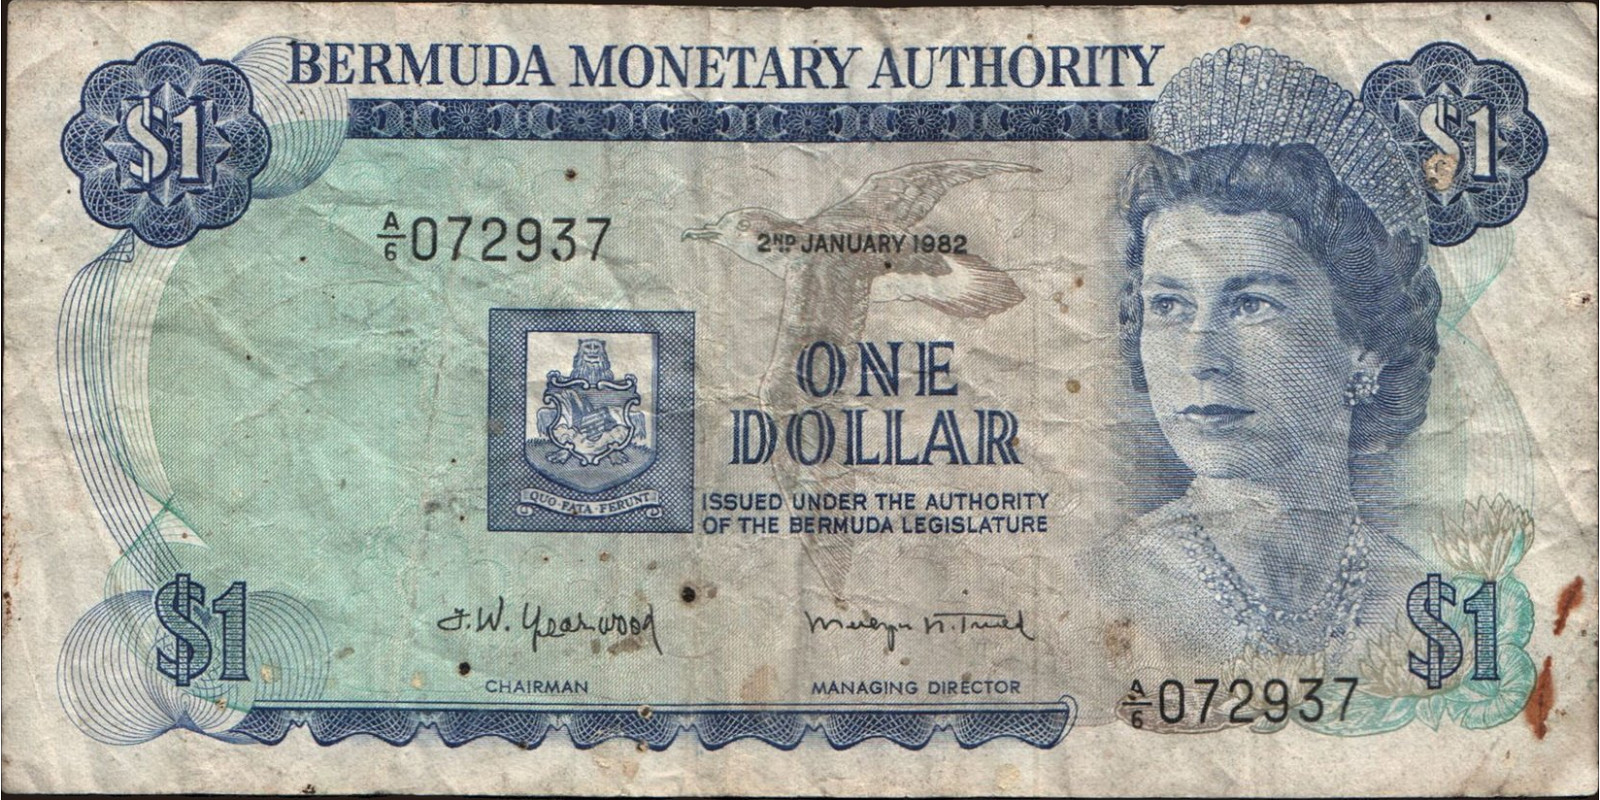 BERMUDA MONETARY AUTHORITY
$1
$1
A/6 072937
2ND JANUARY 1982
ONE
DOLLAR
QUO FATA FERUNT
ISSUED UNDER THE AUTHORITY
OF THE BERMUDA LEGISLATURE
J.W. Yearwood
CHAIRMAN
MANAGING DIRECTOR
$1
$1
A/6 072937